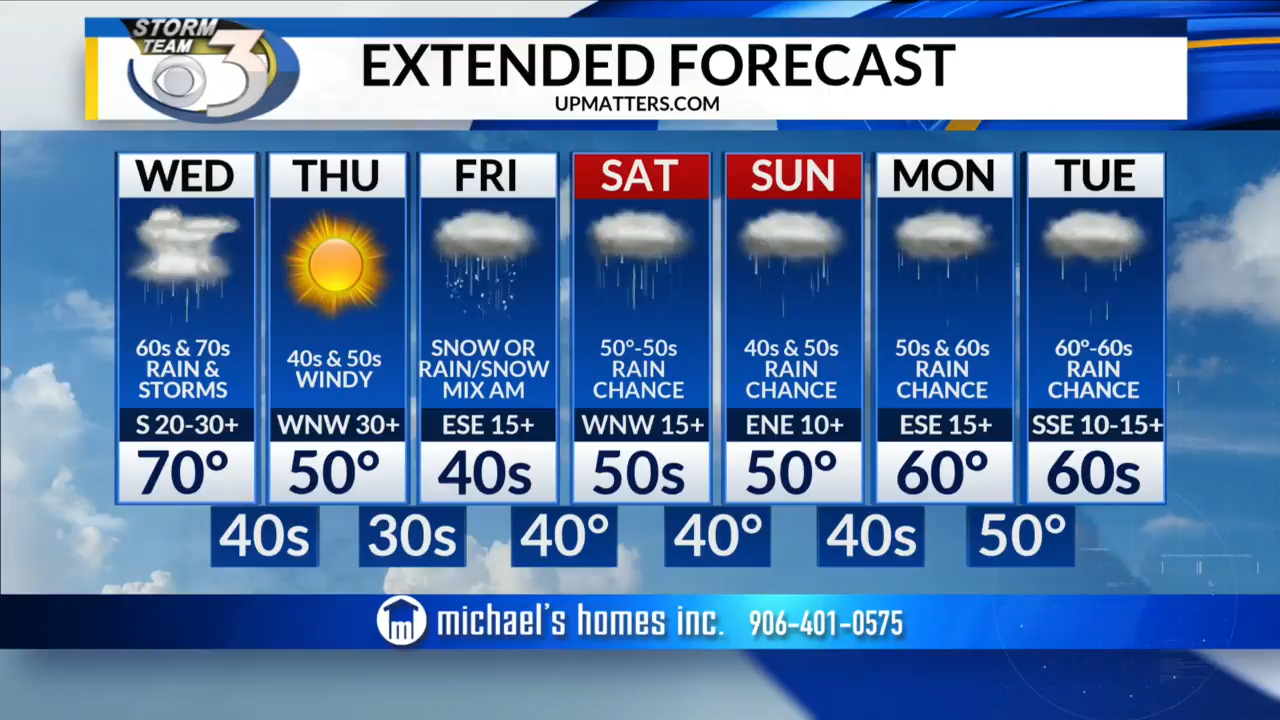 STORM
TEAM
3
EXTENDED FORECAST
UPMATTERS.COM
WED
60s & 70s
RAIN &
STORMS
S 20-30+
70°
THU
40s & 50s
WINDY
WNW 30+
50°
FRI
SNOW OR
RAIN/SNOW
MIX AM
ESE 15+
40s
SAT
50°-50s
RAIN
CHANCE
WNW 15+
50s
SUN
40s & 50s
RAIN
CHANCE
ENE 10+
50°
MON
50s & 60s
RAIN
CHANCE
ESE 15+
60°
TUE
60°-60s
RAIN
CHANCE
SSE 10-15+
60s
40s 30s 40° 40° 40s 50°
m michael's homes inc. 906-401-0575